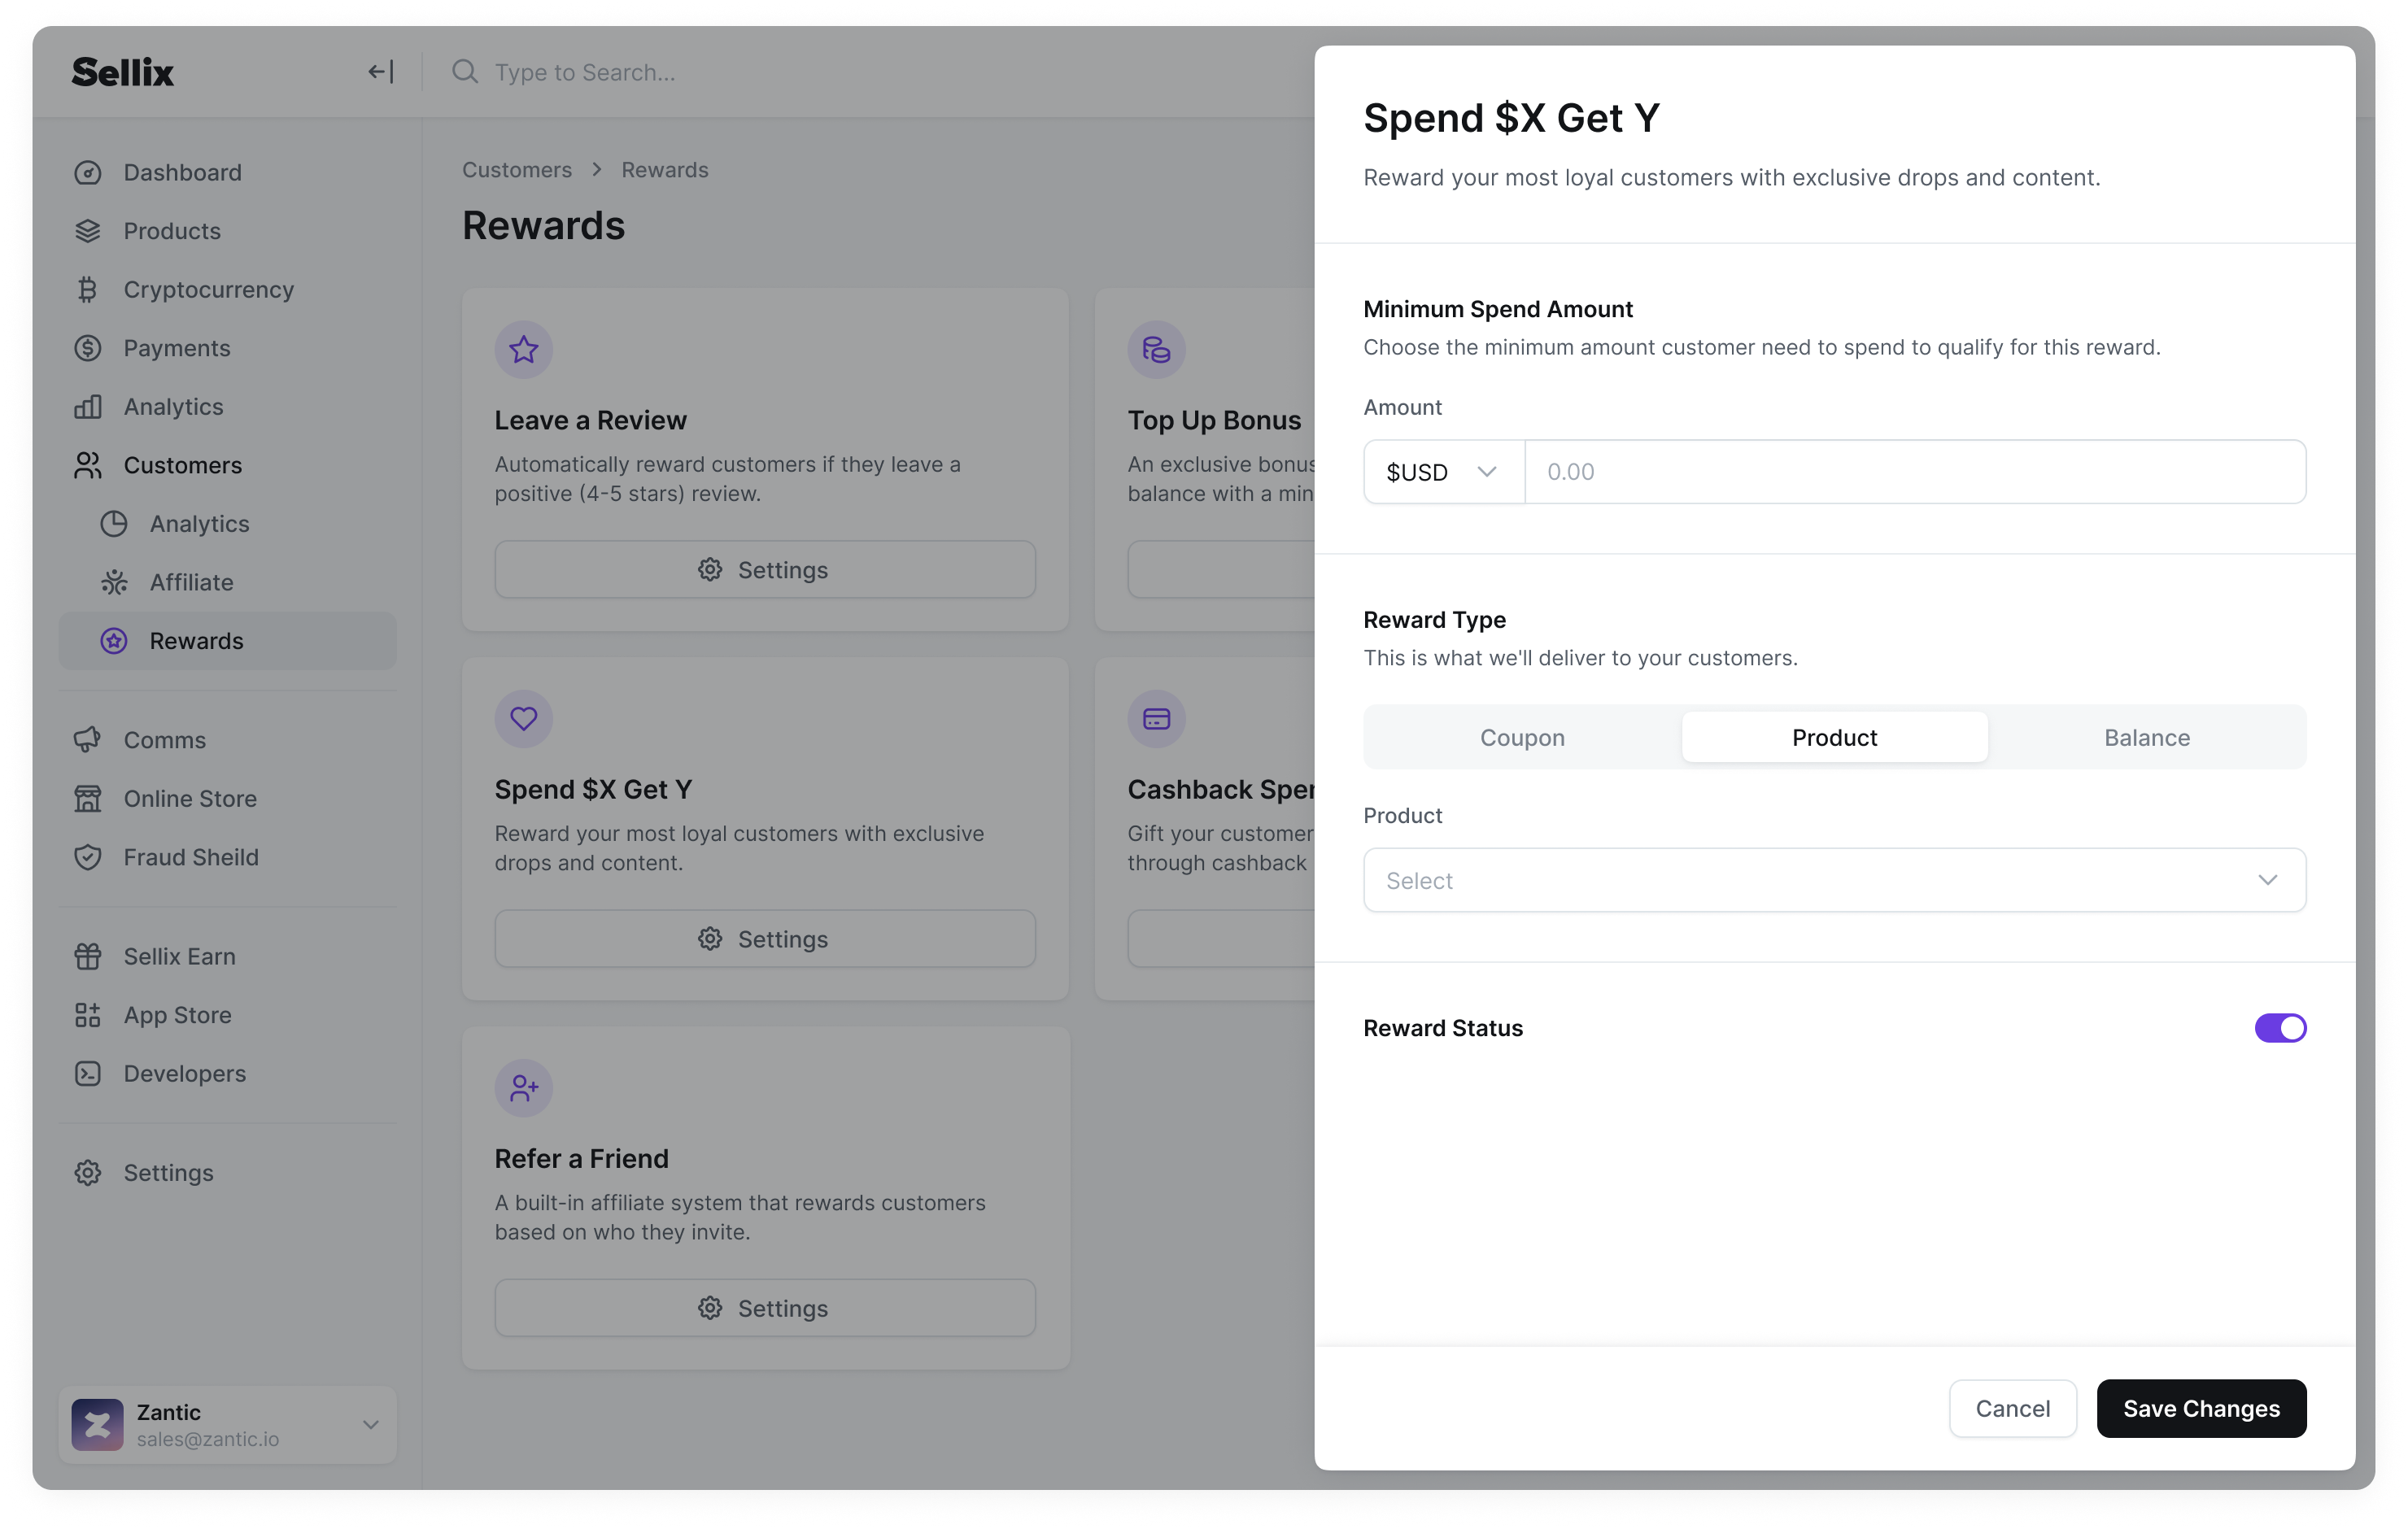 Sellix
Type to Search...
Dashboard
Products
Cryptocurrency
Payments
Analytics
Customers
Analytics
Affiliate
Rewards
Comms
Online Store
Fraud Sheild
Sellix Earn
App Store
Developers
Settings
Zantic
sales@zantic.io
Customers
Rewards
Rewards
Leave a Review
Automatically reward customers if they leave a
positive (4-5 stars) review.
Settings
Top Up Bonus
An exclusive bonus
balance with a min
Spend $X Get Y
Reward your most loyal customers with exclusive
drops and content.
Settings
Cashback Spen
Gift your customer
through cashback
Refer a Friend
A built-in affiliate system that rewards customers
based on who they invite.
Settings
Spend $X Get Y
Reward your most loyal customers with exclusive drops and content.
Minimum Spend Amount
Choose the minimum amount customer need to spend to qualify for this reward.
Amount
$USD
0.00
Reward Type
This is what we'll deliver to your customers.
Coupon
Product
Balance
Product
Select
Reward Status
Cancel
Save Changes